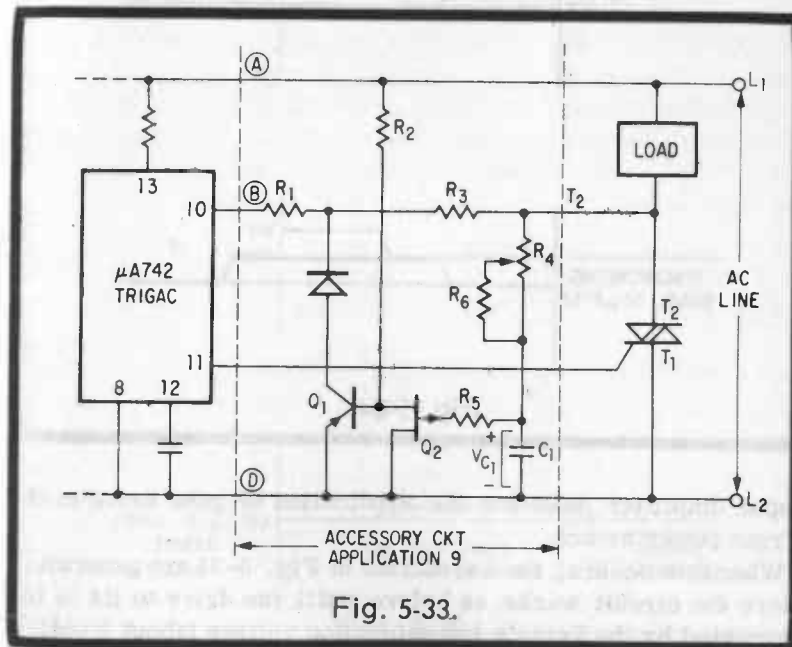 A
L1
R2
LOAD
13
B
R1
R3
T2
10
R4
μA742
TRIGAC
R6
AC
LINE
T2
T1
11
8
12
Q1
R5
Q2
+
VC1
−
C1
D
L2
ACCESSORY CKT
APPLICATION 9
Fig. 5-33.